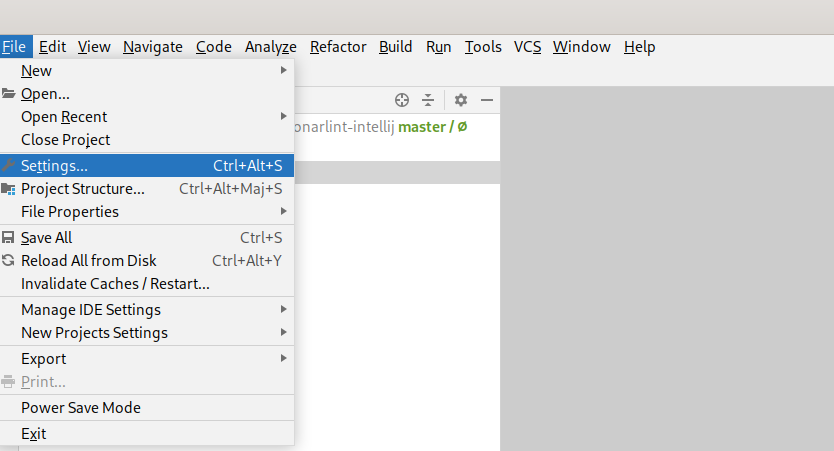 File Edit View Navigate Code Analyze Refactor Build Run Tools VCS Window Help
New
Open...
Open Recent
Close Project
onarlint-intellij master / Ø
Settings... Ctrl+Alt+S
Project Structure... Ctrl+Alt+Maj+S
File Properties
Save All Ctrl+S
Reload All from Disk Ctrl+Alt+Y
Invalidate Caches / Restart...
Manage IDE Settings
New Projects Settings
Export
Print...
Power Save Mode
Exit